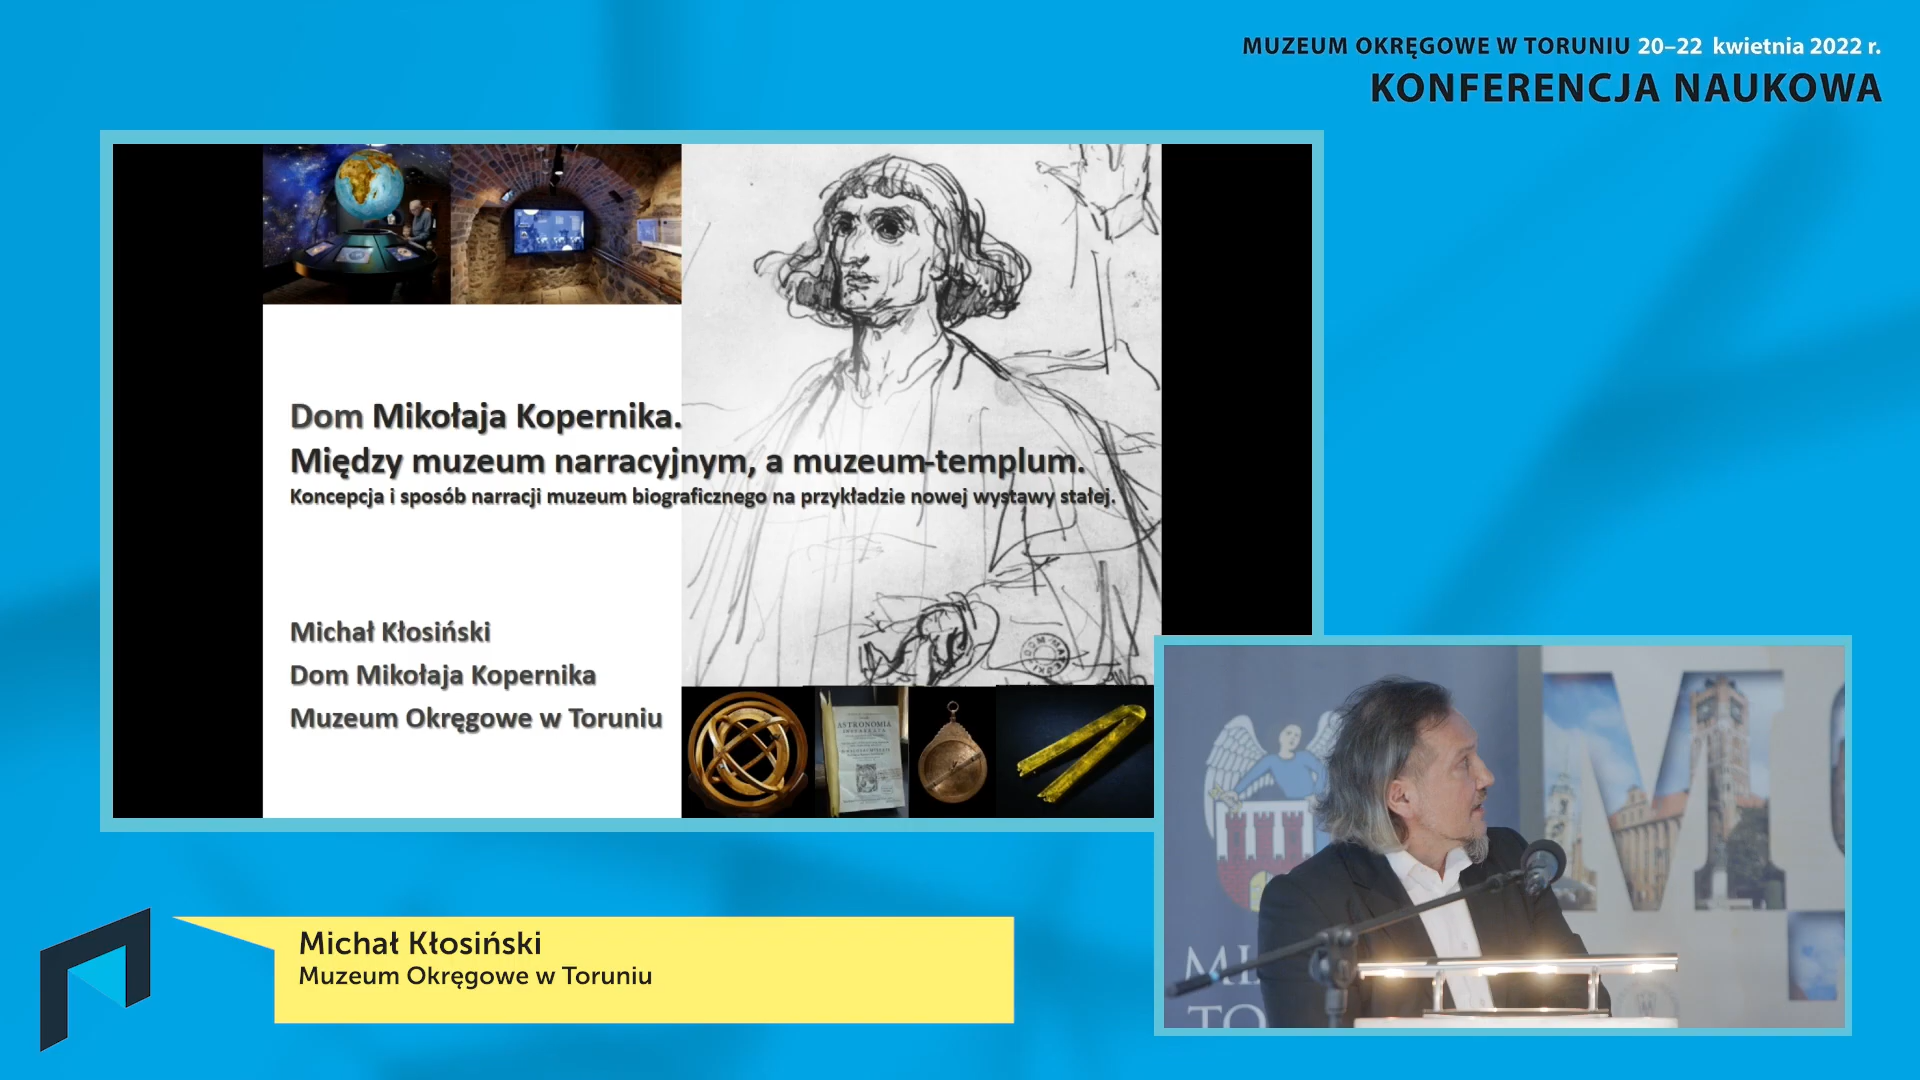 MUZEUM OKRĘGOWE W TORUNIU 20–22 kwietnia 2022 r.
KONFERENCJA NAUKOWA
Dom Mikołaja Kopernika.
Między muzeum narracyjnym, a muzeum-templum.
Koncepcja i sposób narracji muzeum biograficznego na przykładzie nowej wystawy stałej.
Michał Kłosiński
Dom Mikołaja Kopernika
Muzeum Okręgowe w Toruniu
ASTRONOMIA
Michał Kłosiński
Muzeum Okręgowe w Toruniu
M
MI
TO